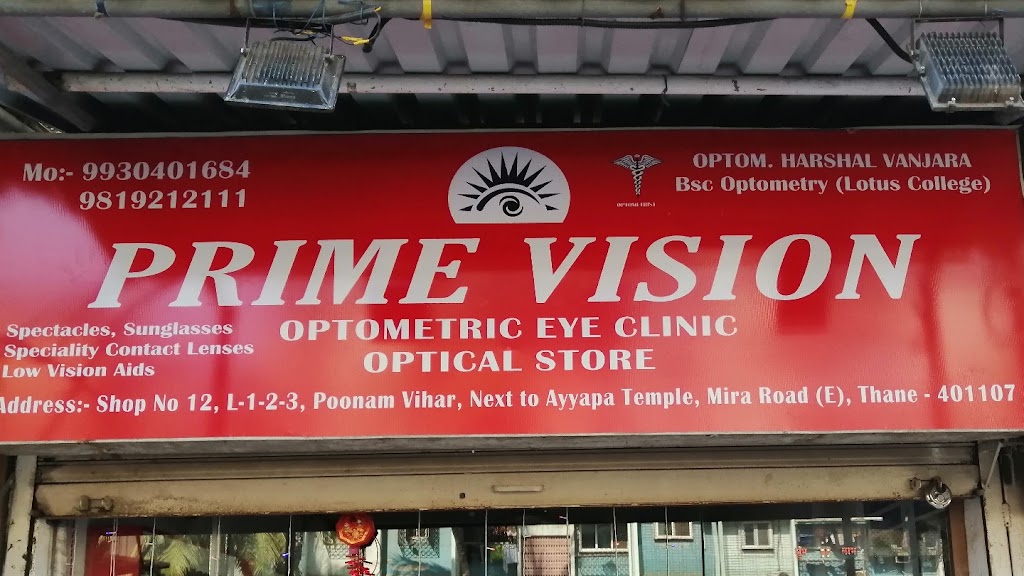 Mo:- 9930401684
9819212111
OPTOM. HARSHAL VANJARA
Bsc Optometry (Lotus College)
PRIME VISION
OPTOMETRIC EYE CLINIC
OPTICAL STORE
Spectacles, Sunglasses
Speciality Contact Lenses
Low Vision Aids
Address:- Shop No 12, L-1-2-3, Poonam Vihar, Next to Ayyapa Temple, Mira Road (E), Thane - 401107